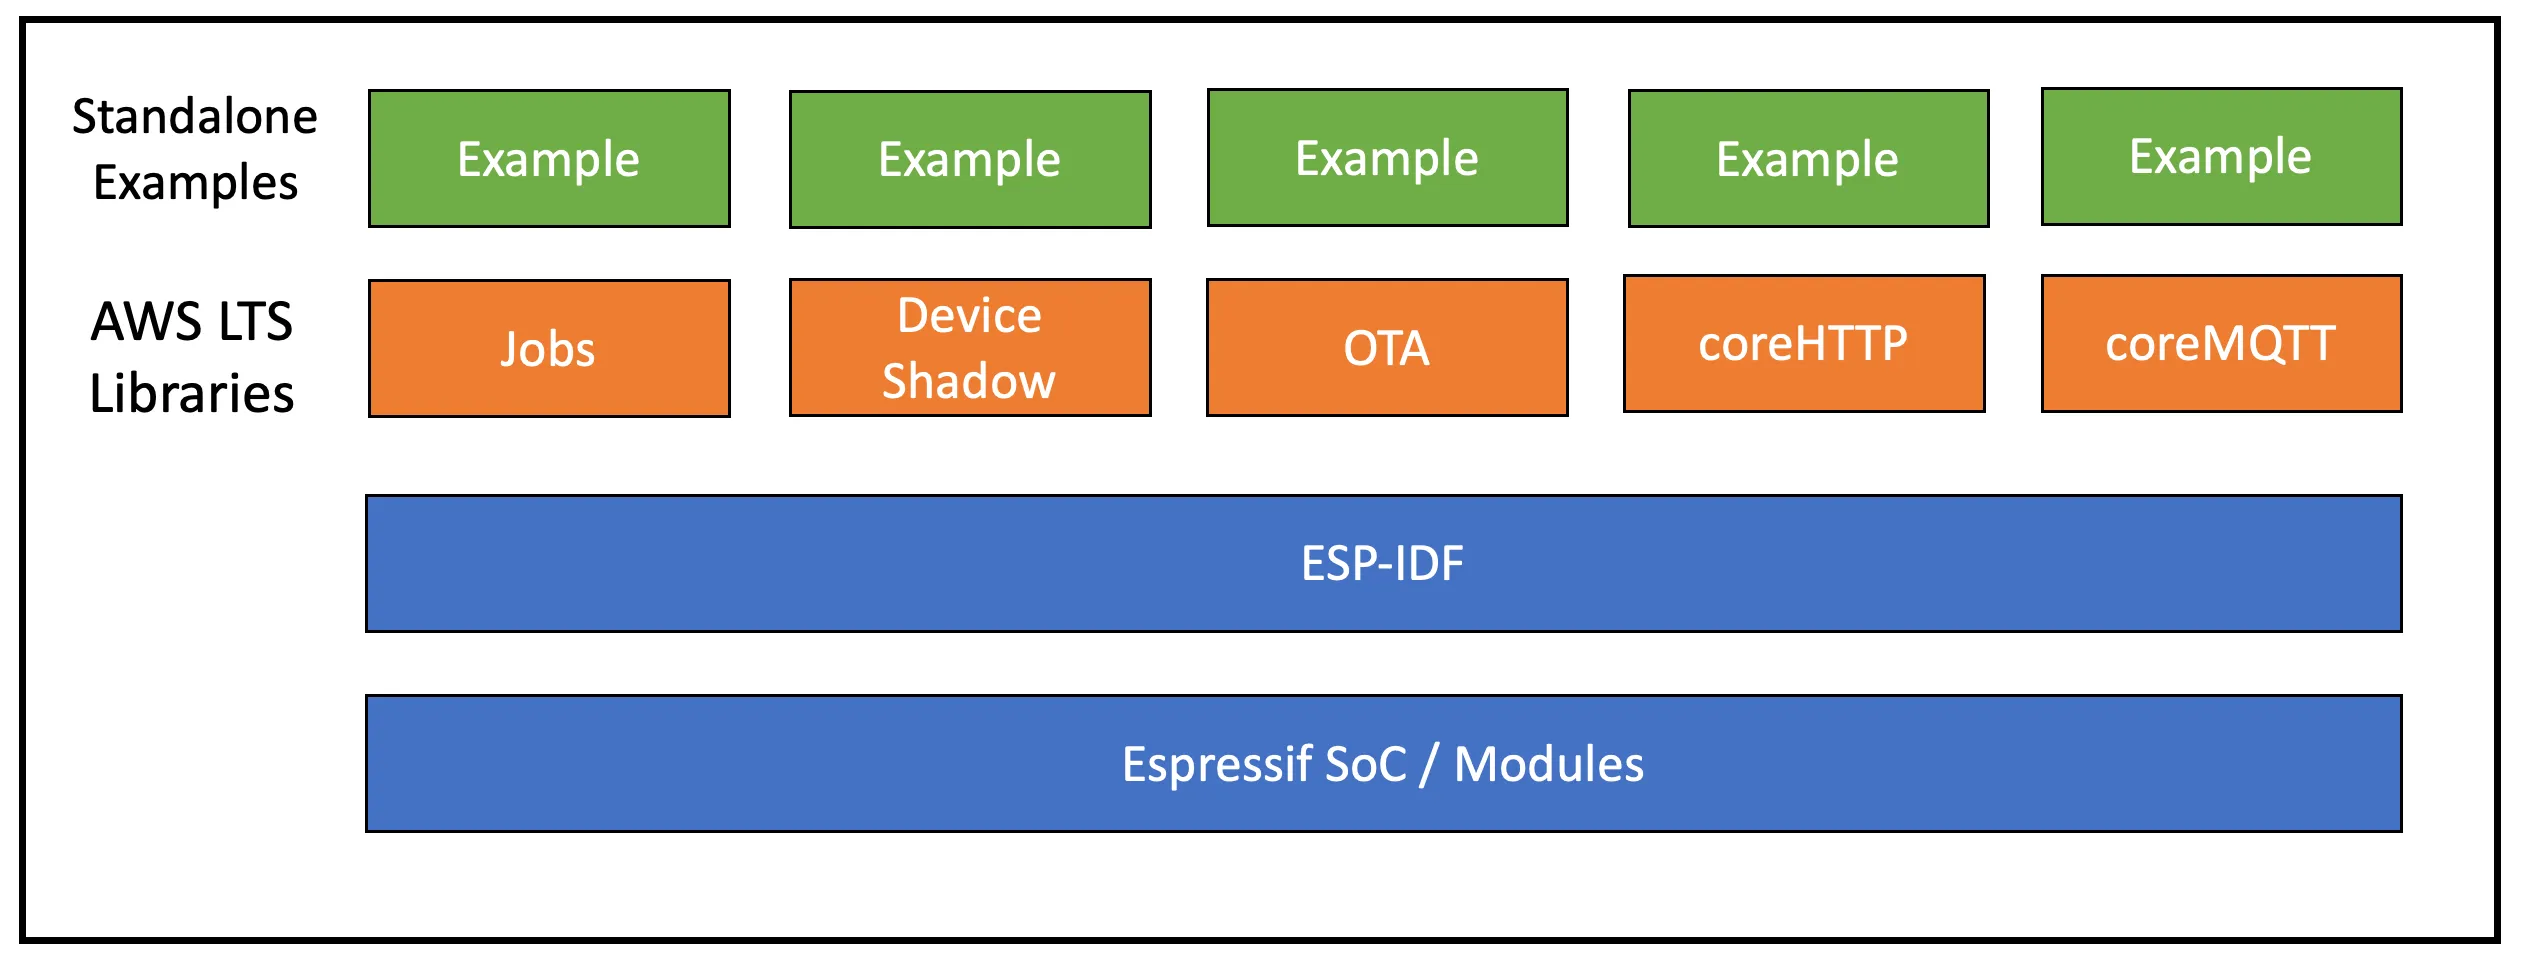 Standalone
Examples
Example
Example
Example
Example
Example
AWS LTS
Libraries
Jobs
Device
Shadow
OTA
coreHTTP
coreMQTT
ESP-IDF
Espressif SoC / Modules